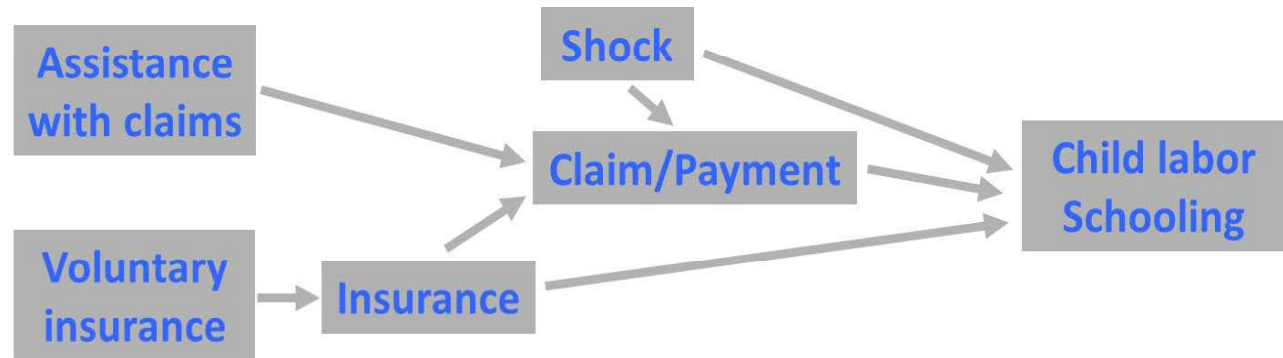 Assistance
with claims
Shock
Claim/Payment
Child labor
Schooling
Voluntary
insurance
Insurance